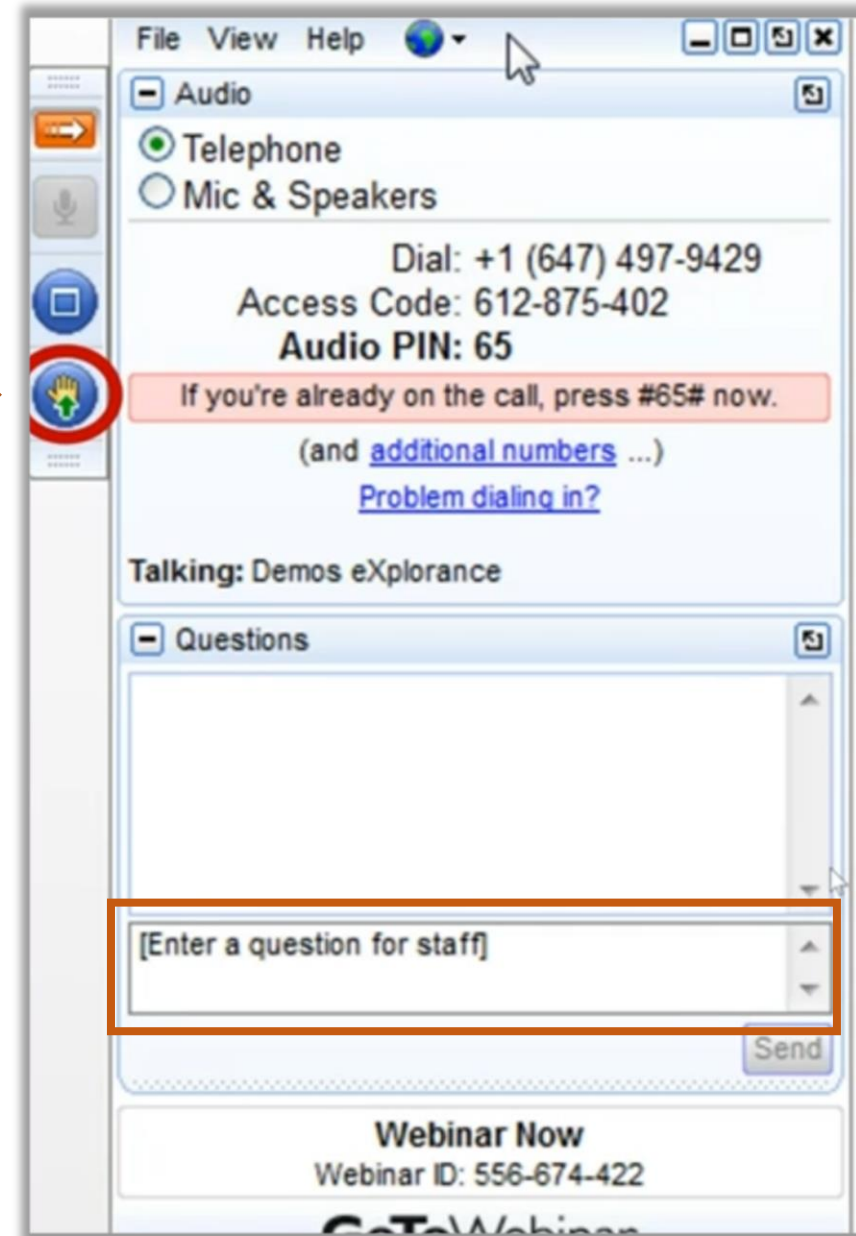 File View Help
Audio
Telephone
Mic & Speakers
Dial: +1 (647) 497-9429
Access Code: 612-875-402
Audio PIN: 65
If you're already on the call, press #65# now.
(and additional numbers ...)
Problem dialing in?
Talking: Demos eXplorance
Questions
[Enter a question for staff]
Send
Webinar Now
Webinar ID: 556-674-422
GoToWebinar